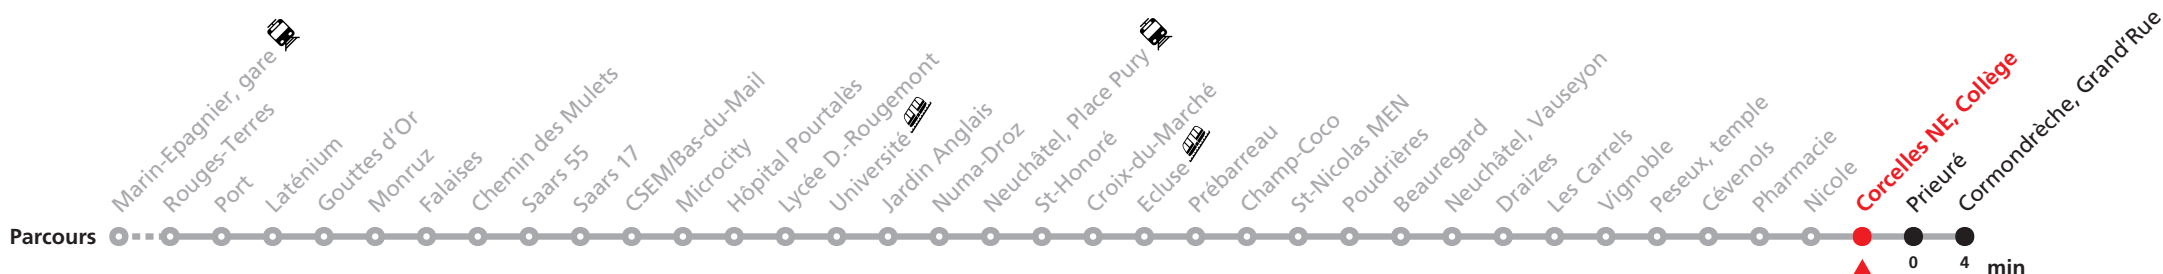 Marin-Epagnier, gare
Rouges-Terres
Port
Laténium
Gouttes d'Or
Monruz
Falaises
Chemin des Mulets
Saars 55
Saars 17
CSEM/Bas-du-Mail
Microcity
Hôpital Pourtalès
Lycée D.-Rougemont
Université
Jardin Anglais
Numa-Droz
Neuchâtel, Place Pury
St-Honoré
Croix-du-Marché
Ecluse
Prébarreau
Champ-Coco
St-Nicolas MEN
Poudrières
Beauregard
Neuchâtel, Vauseyon
Draizes
Les Carrels
Vignoble
Peseux, temple
Cévenols
Pharmacie
Nicole
Corcelles NE, Collège
Prieuré
Cormondrèche, Grand'Rue
Parcours
0 4 min